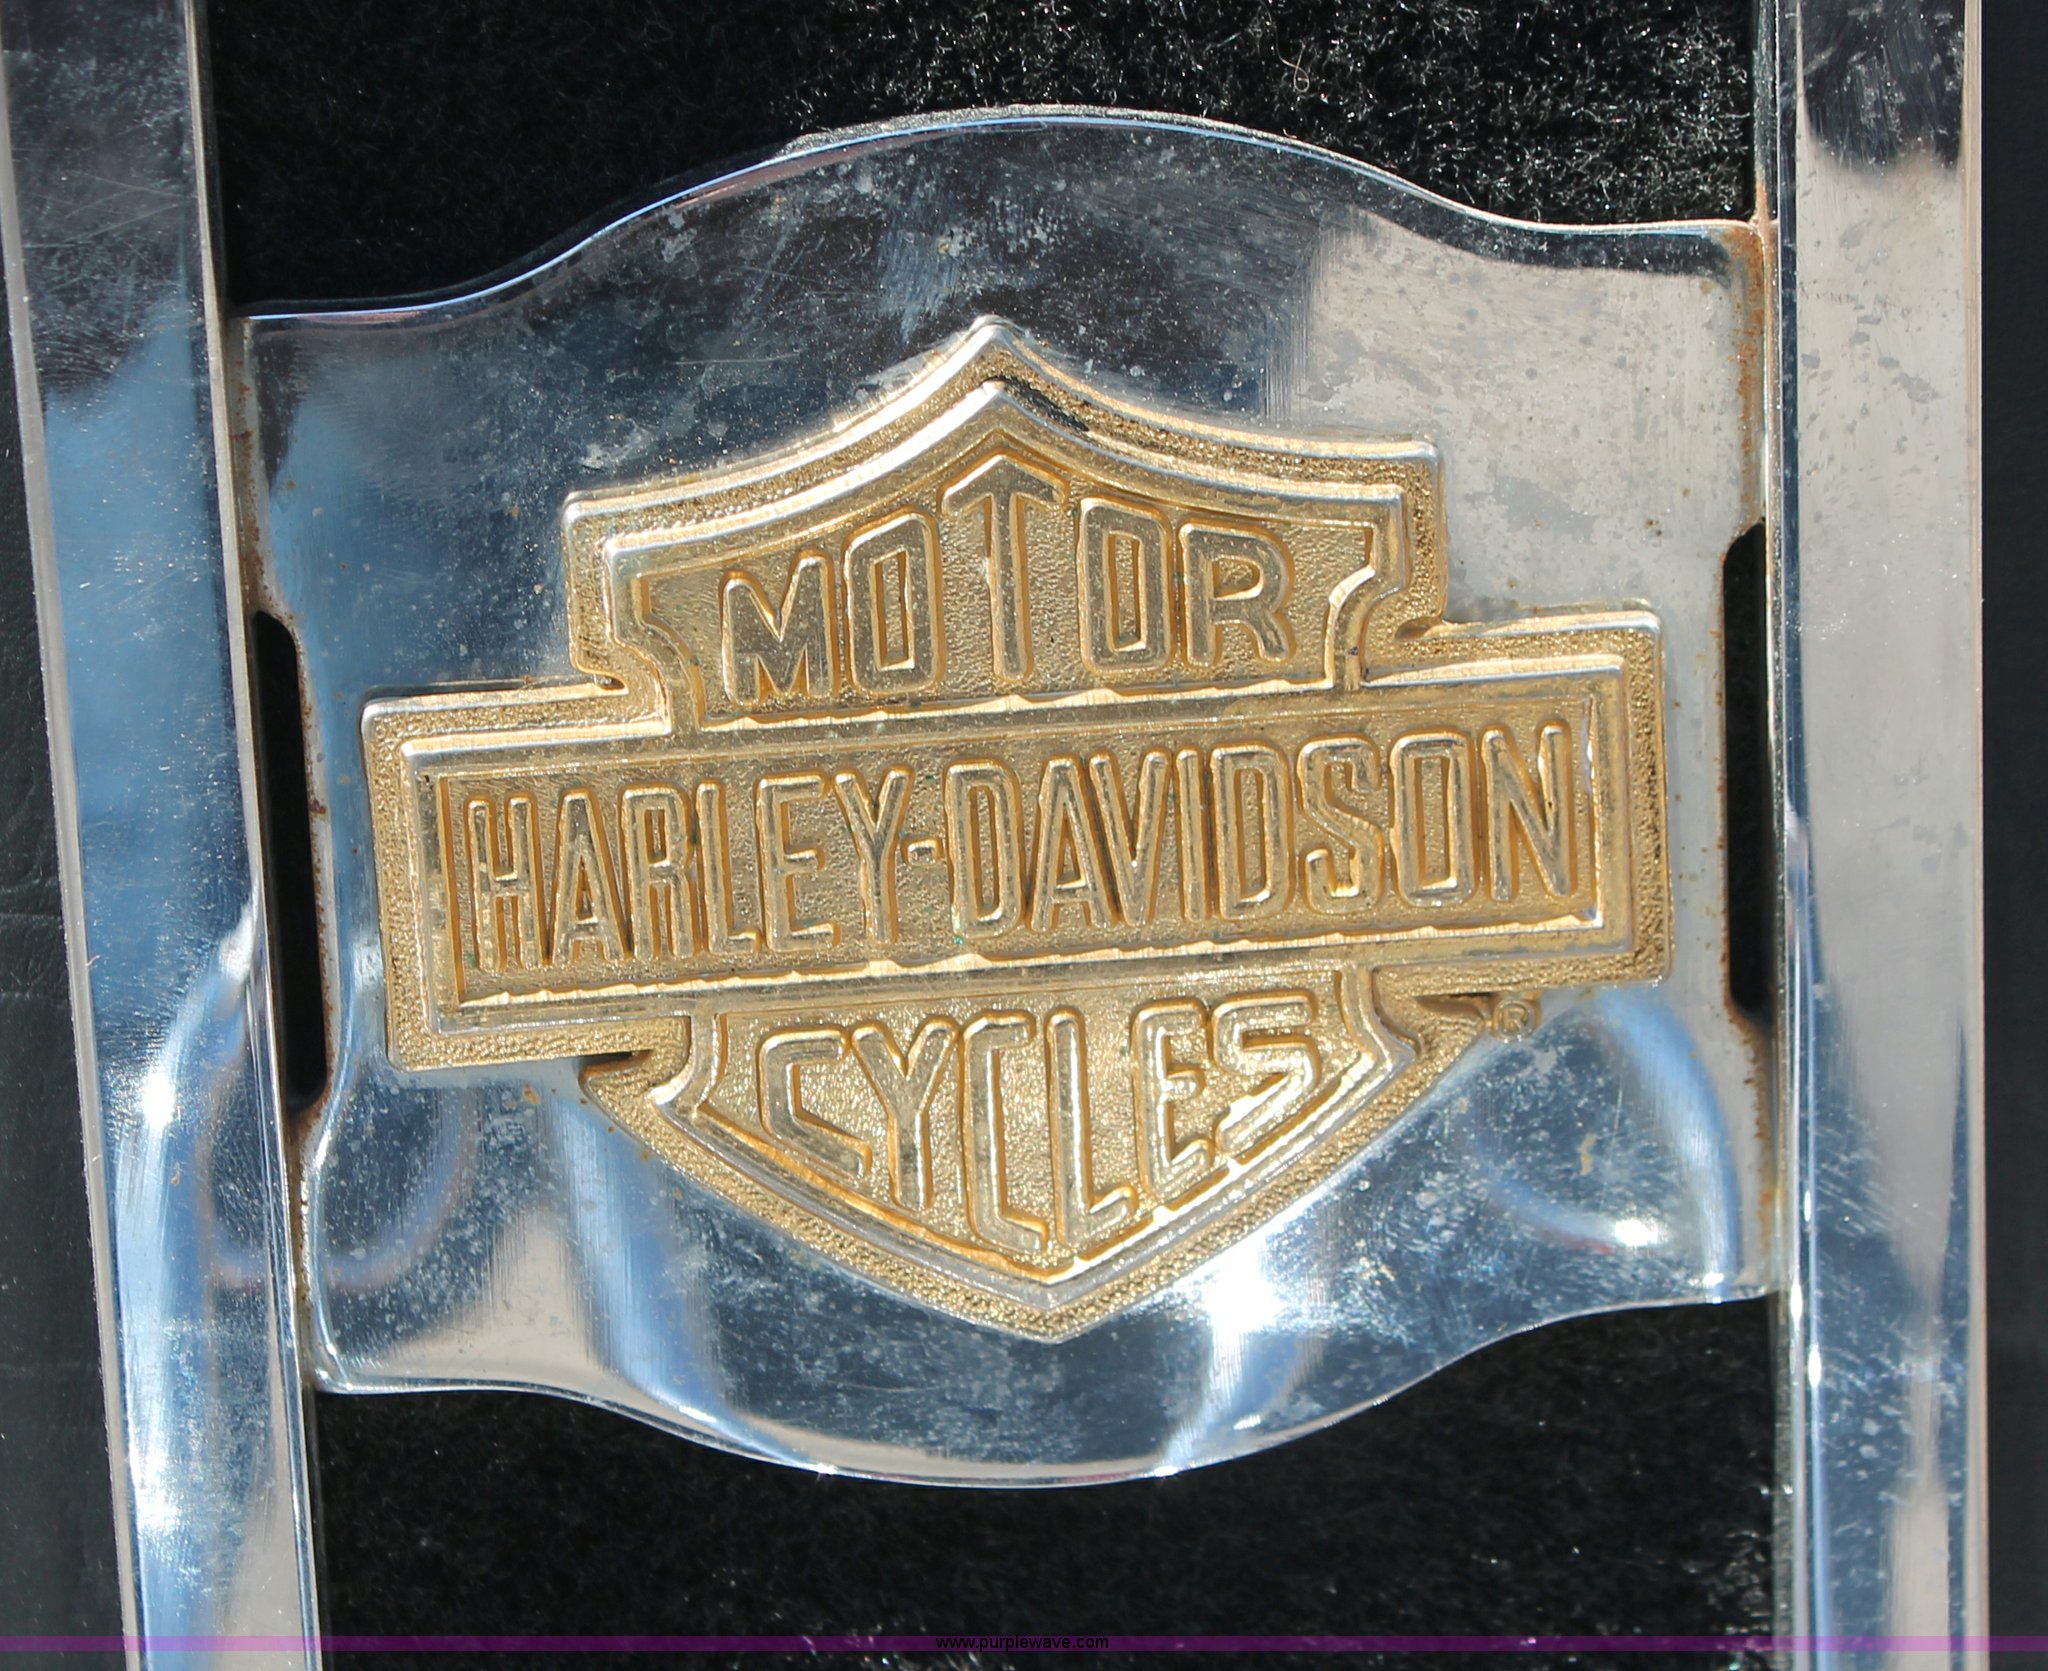 MOTOR
HARLEY-DAVIDSON
CYCLES
®
www.purplewave.com